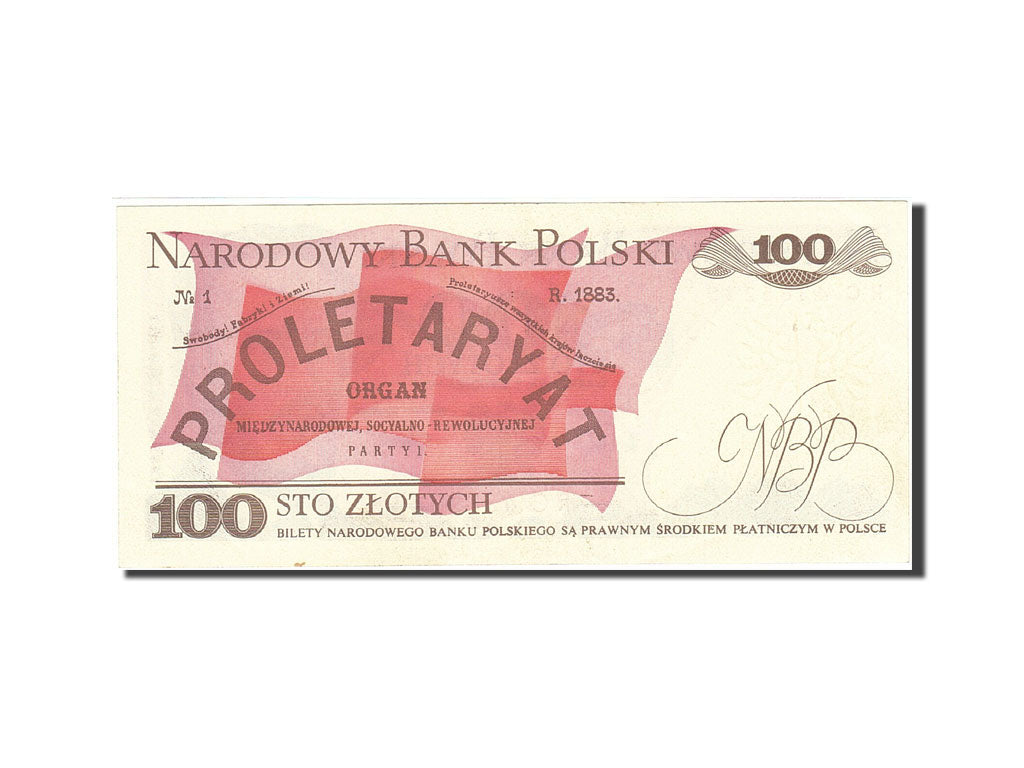 NARODOWY BANK POLSKI
100
№ 1
R. 1883.
Swobody! Fabryki i Ziemi!
Proletaryusze wszystkich krajów łączcie się
PROLETARYAT
ORGAN
MIĘDZYNARODOWEJ, SOCYALNO-REWOLUCYJNEJ
PARTYI.
NBP
100 STO ZŁOTYCH
BILETY NARODOWEGO BANKU POLSKIEGO SĄ PRAWNYM ŚRODKIEM PŁATNICZYM W POLSCE